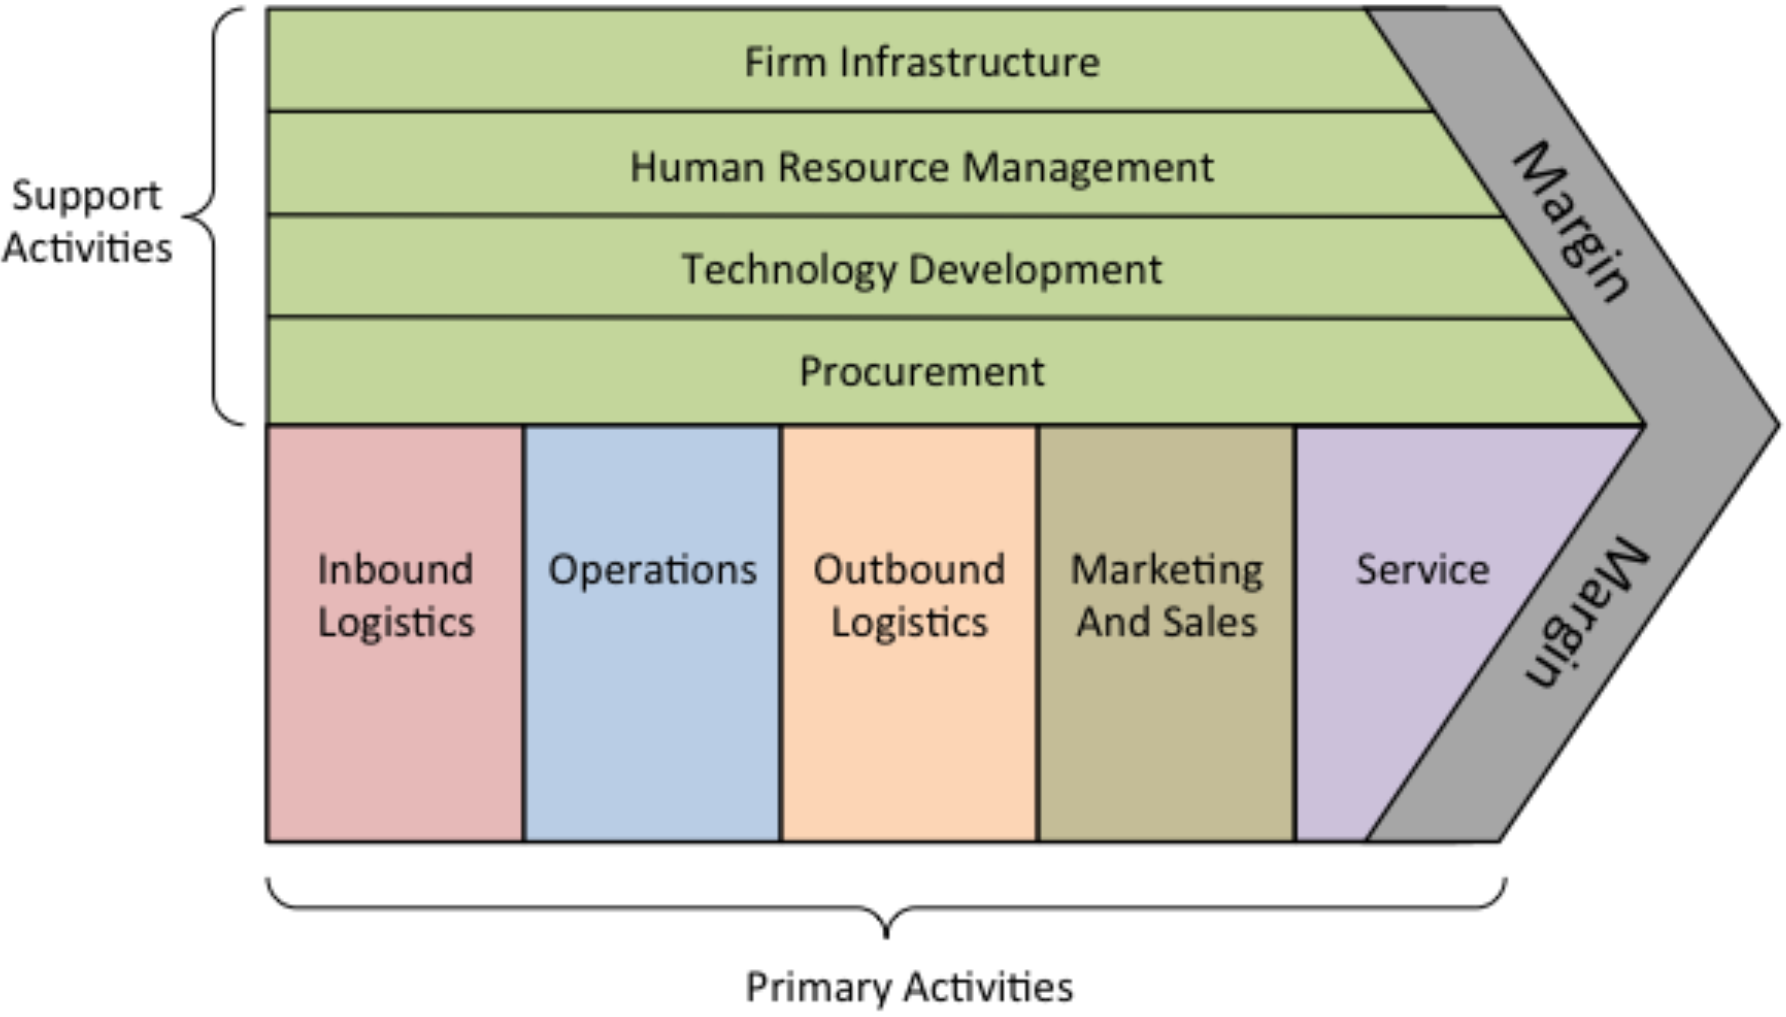 Firm Infrastructure
Human Resource Management
Technology Development
Procurement
Support
Activities
Margin
Inbound
Logistics
Operations
Outbound
Logistics
Marketing
And Sales
Service
Margin
Primary Activities